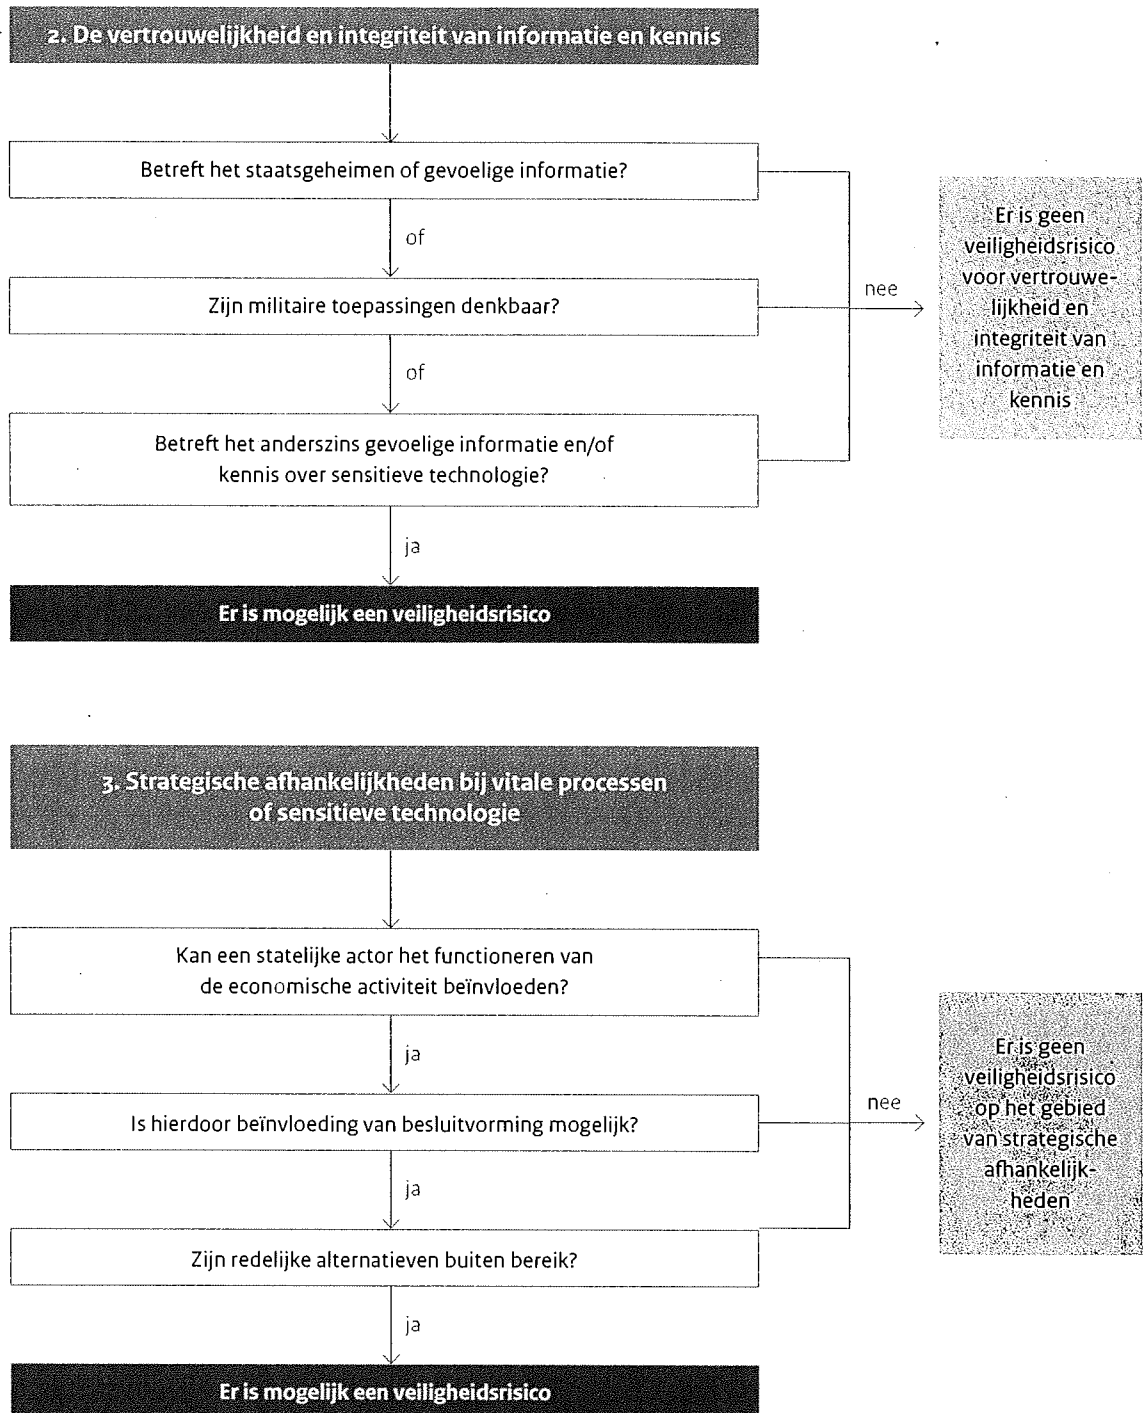 2. De vertrouwelijkheid en integriteit van informatie en kennis
Betreft het staatsgeheimen of gevoelige informatie?
of
Zijn militaire toepassingen denkbaar?
of
Betreft het anderszins gevoelige informatie en/of
kennis over sensitieve technologie?
ja
Er is mogelijk een veiligheidsrisico
nee
Er is geen
veiligheidsrisico
voor vertrouwe-
lijkheid en
integriteit van
informatie en
kennis
3. Strategische afhankelijkheden bij vitale processen
of sensitieve technologie
Kan een statelijke actor het functioneren van
de economische activiteit beïnvloeden?
ja
Is hierdoor beïnvloeding van besluitvorming mogelijk?
ja
Zijn redelijke alternatieven buiten bereik?
ja
Er is mogelijk een veiligheidsrisico
nee
Er is geen
veiligheidsrisico
op het gebied
van strategische
afhankelijk-
heden